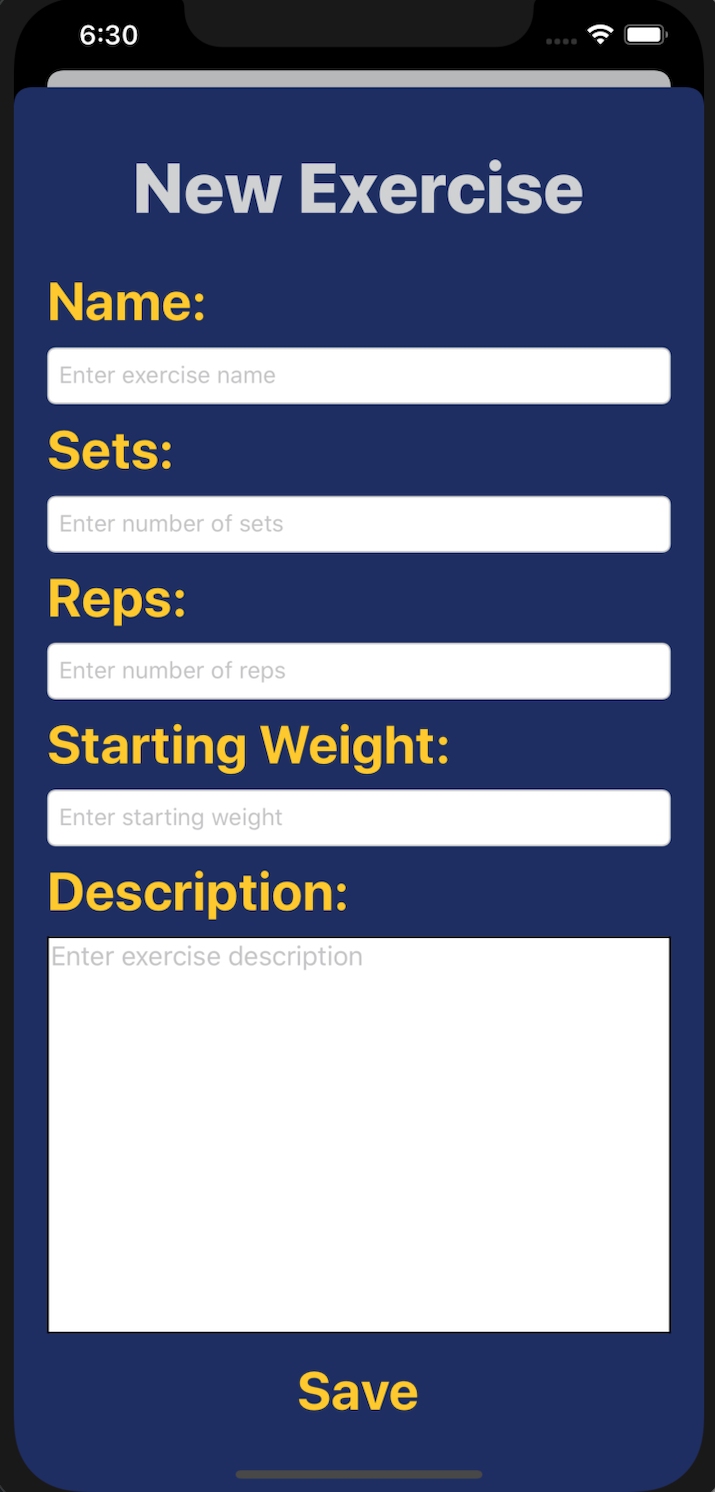 6:30
New Exercise
Name:
Enter exercise name
Sets:
Enter number of sets
Reps:
Enter number of reps
Starting Weight:
Enter starting weight
Description:
Enter exercise description
Save